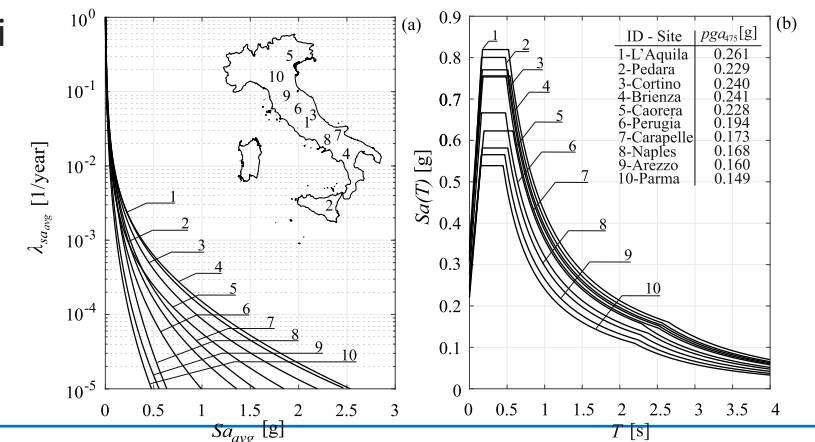 i
(a)
10^0
10^-1
10^-2
10^-3
10^-4
10^-5
λ_sa_avg [1/year]
0 0.5 1 1.5 2 2.5 3
Sa_avg [g]
1
2
3
4
5
6
7
8
9
10
5
10
9
6
3
1
7
8
4
2
(b)
0.9
0.8
0.7
0.6
0.5
0.4
0.3
0.2
0.1
0
Sa(T) [g]
0 0.5 1 1.5 2 2.5 3 3.5 4
T [s]
1
2
3
4
5
6
7
8
9
10
ID - Site pga_475[g]
1-L'Aquila 0.261
2-Pedara 0.229
3-Cortino 0.240
4-Brienza 0.241
5-Caorera 0.228
6-Perugia 0.194
7-Carapelle 0.173
8-Naples 0.168
9-Arezzo 0.160
10-Parma 0.149